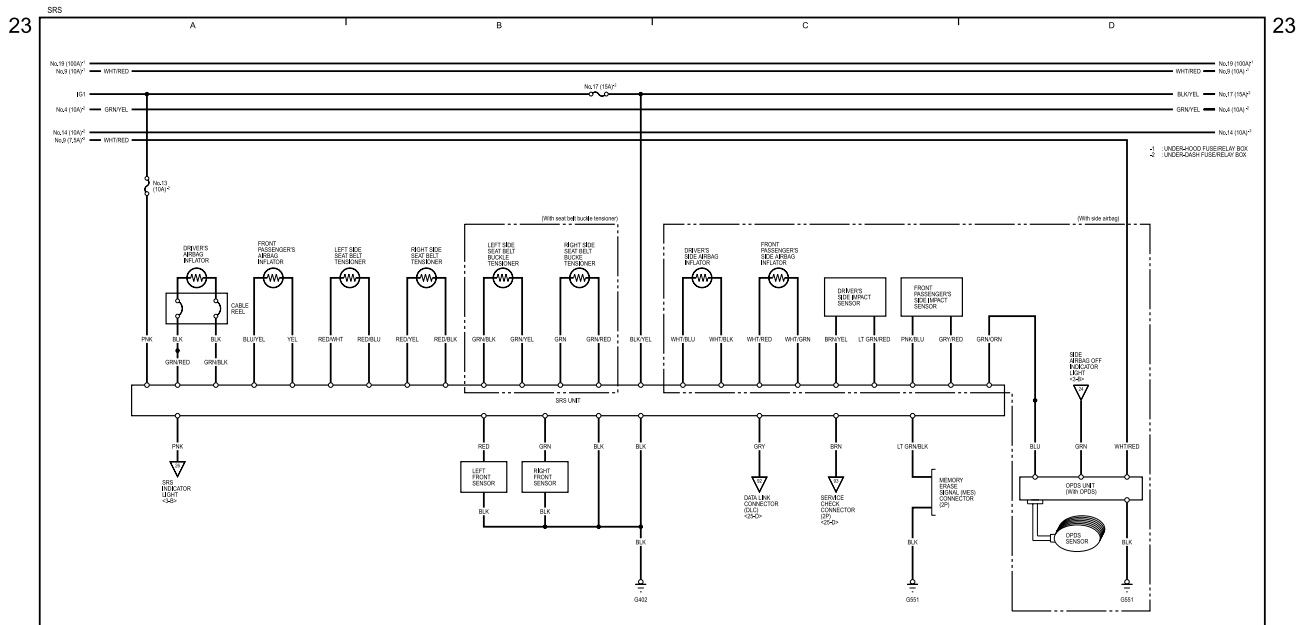 SRS
23
23
A
B
C
D
No.19 (100A)*1
No.19 (100A)*1
No.9 (10A)*1
WHT/RED
WHT/RED
No.9 (10A)*1
No.17 (15A)*2
IG1
BLK/YEL
No.17 (15A)*2
No.4 (10A)*2
GRN/YEL
GRN/YEL
No.4 (10A)*2
No.14 (10A)*2
No.14 (10A)*2
No.9 (7.5A)*2
WHT/RED
*1 : UNDER-HOOD FUSE/RELAY BOX
*2 : UNDER-DASH FUSE/RELAY BOX
No.13
(10A)*2
(With seat belt buckle tensioner)
(With side airbag)
DRIVER'S
AIRBAG
INFLATOR
FRONT
PASSENGER'S
AIRBAG
INFLATOR
LEFT SIDE
SEAT BELT
TENSIONER
RIGHT SIDE
SEAT BELT
TENSIONER
LEFT SIDE
SEAT BELT
BUCKLE
TENSIONER
RIGHT SIDE
SEAT BELT
BUCKE
TENSIONER
DRIVER'S
SIDE AIRBAG
INFLATOR
FRONT
PASSENGER'S
SIDE AIRBAG
INFLATOR
DRIVER'S
SIDE IMPACT
SENSOR
FRONT
PASSENGER'S
SIDE IMPACT
SENSOR
CABLE
REEL
PNK
BLK
BLK
BLU/YEL
YEL
RED/WHT
RED/BLU
RED/YEL
RED/BLK
GRN/BLK
GRN/YEL
GRN
GRN/RED
BLK/YEL
WHT/BLU
WHT/BLK
WHT/RED
WHT/GRN
BRN/YEL
LT GRN/RED
PNK/BLU
GRY/RED
GRN/ORN
GRN/RED
GRN/BLK
SIDE
AIRBAG OFF
INDICATOR
LIGHT
<3-B>
24
SRS UNIT
PNK
RED
GRN
BLK
BLK
GRY
BRN
LT GRN/BLK
BLU
GRN
WHT/RED
SRS
INDICATOR
LIGHT
<3-B>
LEFT
FRONT
SENSOR
RIGHT
FRONT
SENSOR
DATA LINK
CONNECTOR
(DLC)
<25-D>
SERVICE
CHECK
CONNECTOR
(2P)
<25-D>
MEMORY
ERASE
SIGNAL (MES)
CONNECTOR
(2P)
OPDS UNIT
(With OPDS)
BLK
BLK
BLK
BLK
BLK
OPDS
SENSOR
G402
G551
G551